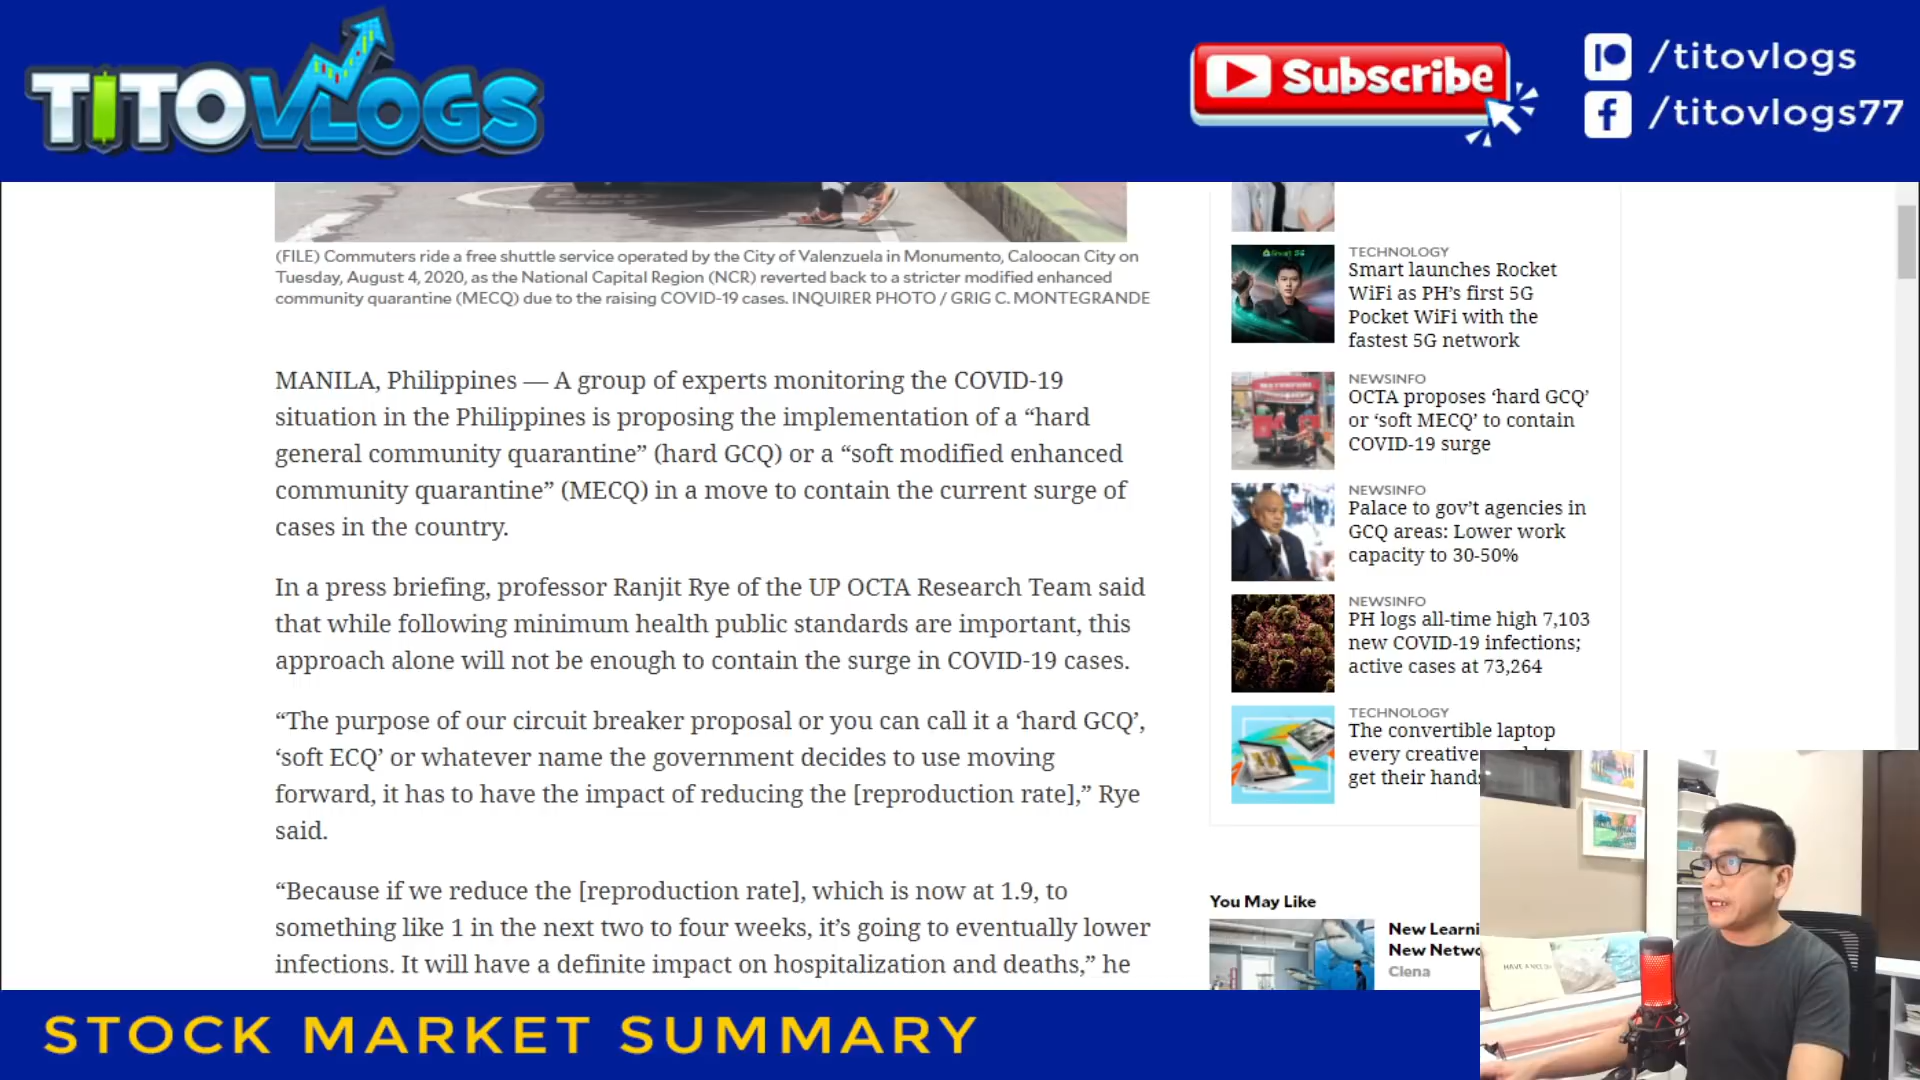 TITOVLOGS
Subscribe
/titovlogs
/titovlogs77
(FILE) Commuters ride a free shuttle service operated by the City of Valenzuela in Monumento, Caloocan City on
Tuesday, August 4, 2020, as the National Capital Region (NCR) reverted back to a stricter modified enhanced
community quarantine (MECQ) due to the raising COVID-19 cases. INQUIRER PHOTO / GRIG C. MONTEGRANDE
MANILA, Philippines — A group of experts monitoring the COVID-19
situation in the Philippines is proposing the implementation of a “hard
general community quarantine” (hard GCQ) or a “soft modified enhanced
community quarantine” (MECQ) in a move to contain the current surge of
cases in the country.
In a press briefing, professor Ranjit Rye of the UP OCTA Research Team said
that while following minimum health public standards are important, this
approach alone will not be enough to contain the surge in COVID-19 cases.
“The purpose of our circuit breaker proposal or you can call it a ‘hard GCQ’,
‘soft ECQ’ or whatever name the government decides to use moving
forward, it has to have the impact of reducing the [reproduction rate],” Rye
said.
“Because if we reduce the [reproduction rate], which is now at 1.9, to
something like 1 in the next two to four weeks, it’s going to eventually lower
infections. It will have a definite impact on hospitalization and deaths,” he
TECHNOLOGY
Smart launches Rocket
WiFi as PH’s first 5G
Pocket WiFi with the
fastest 5G network
NEWSINFO
OCTA proposes ‘hard GCQ’
or ‘soft MECQ’ to contain
COVID-19 surge
NEWSINFO
Palace to gov’t agencies in
GCQ areas: Lower work
capacity to 30-50%
NEWSINFO
PH logs all-time high 7,103
new COVID-19 infections;
active cases at 73,264
TECHNOLOGY
The convertible laptop
every creative
get their hands
You May Like
New Learni
New Netwo
Ciena
STOCK MARKET SUMMARY